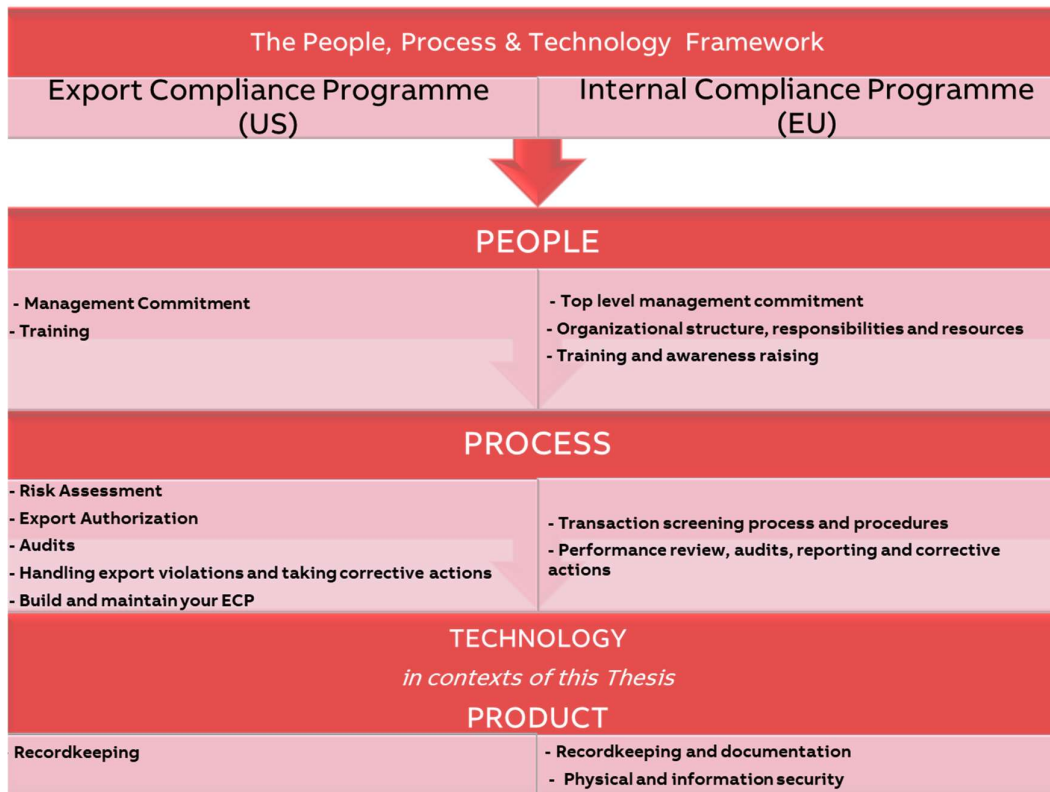 The People, Process & Technology Framework
Export Compliance Programme
(US)
Internal Compliance Programme
(EU)
PEOPLE
- Management Commitment
- Training
- Top level management commitment
- Organizational structure, responsibilities and resources
- Training and awareness raising
PROCESS
- Risk Assessment
- Export Authorization
- Audits
- Handling export violations and taking corrective actions
- Build and maintain your ECP
- Transaction screening process and procedures
- Performance review, audits, reporting and corrective
actions
TECHNOLOGY
in contexts of this Thesis
PRODUCT
- Recordkeeping
- Recordkeeping and documentation
- Physical and information security